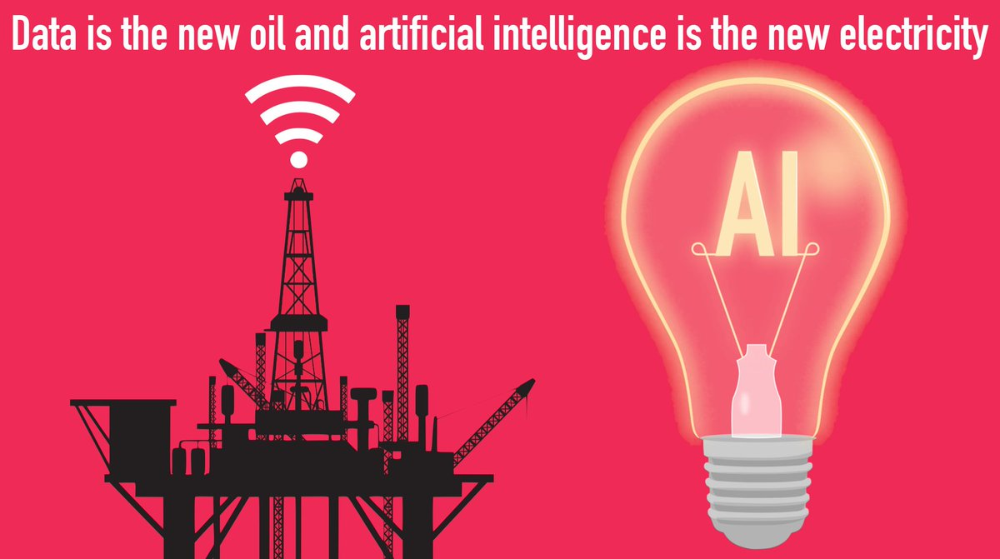 Data is the new oil and artificial intelligence is the new electricity
AI